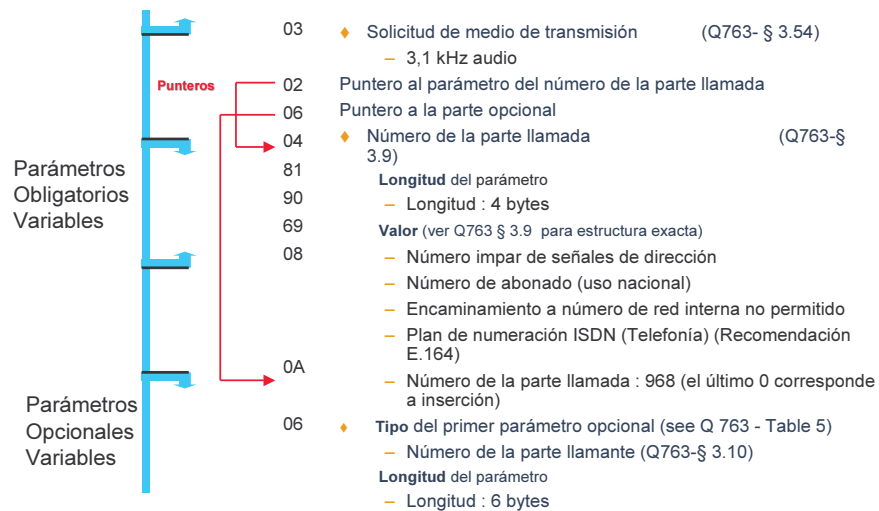 03 ♦ Solicitud de medio de transmisión (Q763- § 3.54)
– 3,1 kHz audio
Punteros 02 Puntero al parámetro del número de la parte llamada
06 Puntero a la parte opcional
04 ♦ Número de la parte llamada (Q763-§
3.9)
Parámetros
Obligatorios
Variables
81
90
69
08
Longitud del parámetro
– Longitud : 4 bytes
Valor (ver Q763 § 3.9 para estructura exacta)
– Número impar de señales de dirección
– Número de abonado (uso nacional)
– Encaminamiento a número de red interna no permitido
– Plan de numeración ISDN (Telefonía) (Recomendación
E.164)
0A
– Número de la parte llamada : 968 (el último 0 corresponde
a inserción)
Parámetros
Opcionales
Variables
06 ♦ Tipo del primer parámetro opcional (see Q 763 - Table 5)
– Número de la parte llamante (Q763-§ 3.10)
Longitud del parámetro
– Longitud : 6 bytes